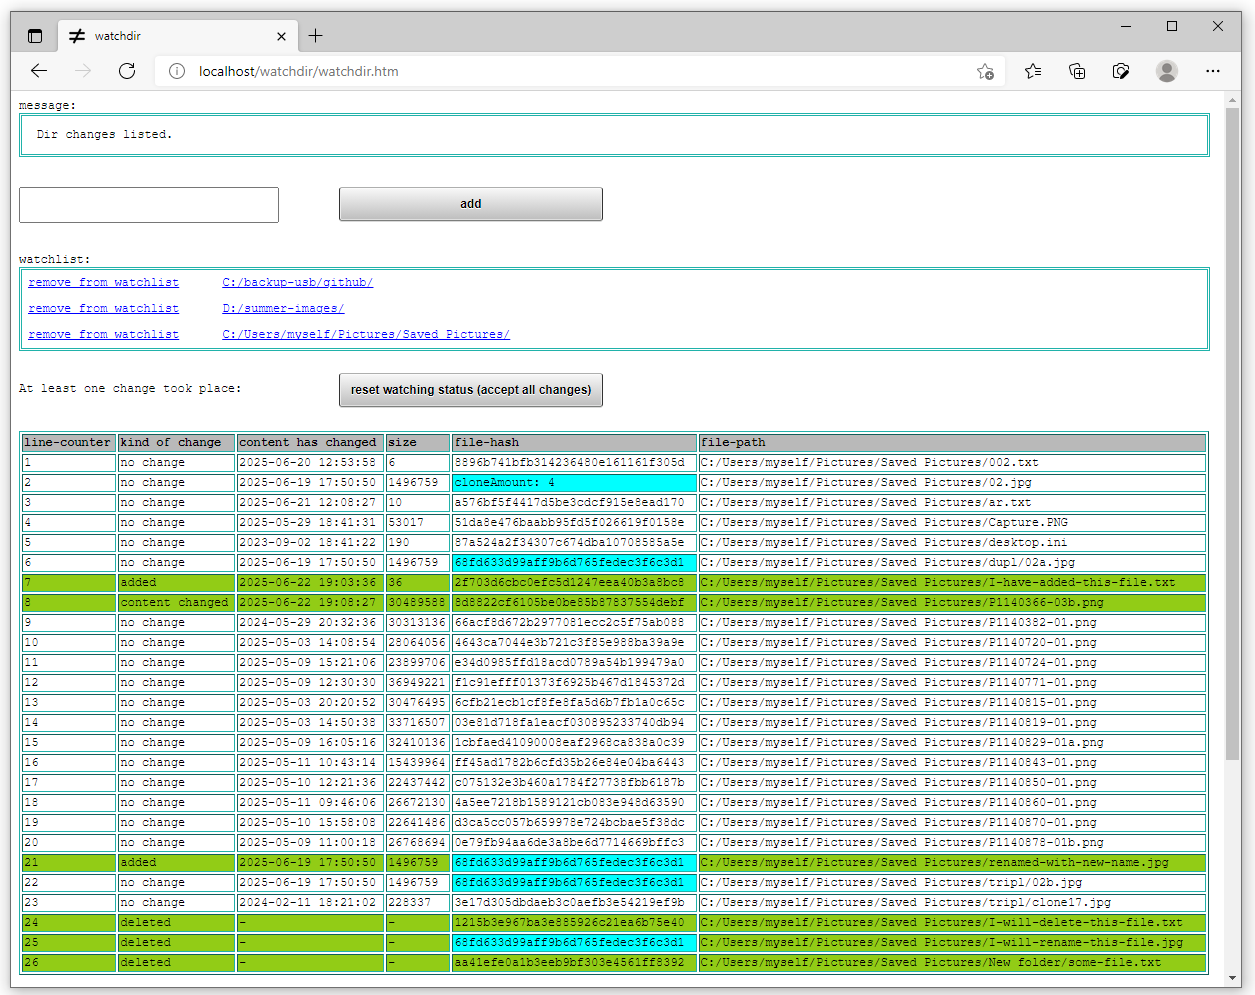 watchdir
localhost/watchdir/watchdir.htm
message:
Dir changes listed.
add
watchlist:
remove from watchlist C:/backup-usb/github/
remove from watchlist D:/summer-images/
remove from watchlist C:/Users/myself/Pictures/Saved Pictures/
At least one change took place: reset watching status (accept all changes)
line-counter kind of change content has changed size file-hash file-path
1 no change 2025-06-20 12:53:58 6 8896b741bfb314236480e161161f305d C:/Users/myself/Pictures/Saved Pictures/002.txt
2 no change 2025-06-19 17:50:50 1496759 cloneAmount: 4 C:/Users/myself/Pictures/Saved Pictures/02.jpg
3 no change 2025-06-21 12:08:27 10 a576bf5f4417d5be3cdcf915e8ead170 C:/Users/myself/Pictures/Saved Pictures/ar.txt
4 no change 2025-05-29 18:41:31 53017 51da8e476baabb95fd5f026619f0158e C:/Users/myself/Pictures/Saved Pictures/Capture.PNG
5 no change 2023-09-02 18:41:22 190 87a524a2f34307c674dba10708585a5e C:/Users/myself/Pictures/Saved Pictures/desktop.ini
6 no change 2025-06-19 17:50:50 1496759 68fd633d99aff9b6d765fedec3f6c3d1 C:/Users/myself/Pictures/Saved Pictures/dupl/02a.jpg
7 added 2025-06-22 19:03:36 36 2f703d6cbc0efc5d1247eea40b3a8bc8 C:/Users/myself/Pictures/Saved Pictures/I-have-added-this-file.txt
8 content changed 2025-06-22 19:08:27 30489588 8d8822cf6105be0be85b87837554debf C:/Users/myself/Pictures/Saved Pictures/P1140366-03b.png
9 no change 2024-05-29 20:32:36 30313136 66acf8d672b2977081ecc2c5f75ab088 C:/Users/myself/Pictures/Saved Pictures/P1140382-01.png
10 no change 2025-05-03 14:08:54 28064056 4643ca7044e3b721c3f85e988ba39a9e C:/Users/myself/Pictures/Saved Pictures/P1140720-01.png
11 no change 2025-05-09 15:21:06 23899706 e34d0985ffd18acd0789a54b199479a0 C:/Users/myself/Pictures/Saved Pictures/P1140724-01.png
12 no change 2025-05-09 12:30:30 36949221 f1c91efff01373f6925b467d1845372d C:/Users/myself/Pictures/Saved Pictures/P1140771-01.png
13 no change 2025-05-03 20:20:52 30476495 6cfb21ecb1cf8fe8fa5d6b7fb1a0c65c C:/Users/myself/Pictures/Saved Pictures/P1140815-01.png
14 no change 2025-05-03 14:50:38 33716507 03e81d718fa1eacf030895233740db94 C:/Users/myself/Pictures/Saved Pictures/P1140819-01.png
15 no change 2025-05-09 16:05:16 32410136 1cbfaed41090008eaf2968ca838a0c39 C:/Users/myself/Pictures/Saved Pictures/P1140829-01a.png
16 no change 2025-05-11 10:43:14 15439964 ff45ad1782b6cfd35b26e84e04ba6443 C:/Users/myself/Pictures/Saved Pictures/P1140843-01.png
17 no change 2025-05-10 12:21:36 22437442 c075132e3b460a1784f27738fbb6187b C:/Users/myself/Pictures/Saved Pictures/P1140850-01.png
18 no change 2025-05-11 09:46:06 26672130 4a5ee7218b1589121cb083e948d63590 C:/Users/myself/Pictures/Saved Pictures/P1140860-01.png
19 no change 2025-05-10 15:58:08 22641486 d3ca5cc057b659978e724bcbae5f38dc C:/Users/myself/Pictures/Saved Pictures/P1140870-01.png
20 no change 2025-05-09 11:00:18 26768694 0e79fb94aa6de3a8be6d7714669bffc3 C:/Users/myself/Pictures/Saved Pictures/P1140878-01b.png
21 added 2025-06-19 17:50:50 1496759 68fd633d99aff9b6d765fedec3f6c3d1 C:/Users/myself/Pictures/Saved Pictures/renamed-with-new-name.jpg
22 no change 2025-06-19 17:50:50 1496759 68fd633d99aff9b6d765fedec3f6c3d1 C:/Users/myself/Pictures/Saved Pictures/tripl/02b.jpg
23 no change 2024-02-11 18:21:02 228337 3e17d305dbdaeb3c0aefb3e54219ef9b C:/Users/myself/Pictures/Saved Pictures/tripl/clone17.jpg
24 deleted - - 1215b3e967ba3e885926c21ea6b75e40 C:/Users/myself/Pictures/Saved Pictures/I-will-delete-this-file.txt
25 deleted - - 68fd633d99aff9b6d765fedec3f6c3d1 C:/Users/myself/Pictures/Saved Pictures/I-will-rename-this-file.jpg
26 deleted - - aa41efe0a1b3eeb9bf303e4561ff8392 C:/Users/myself/Pictures/Saved Pictures/New folder/some-file.txt